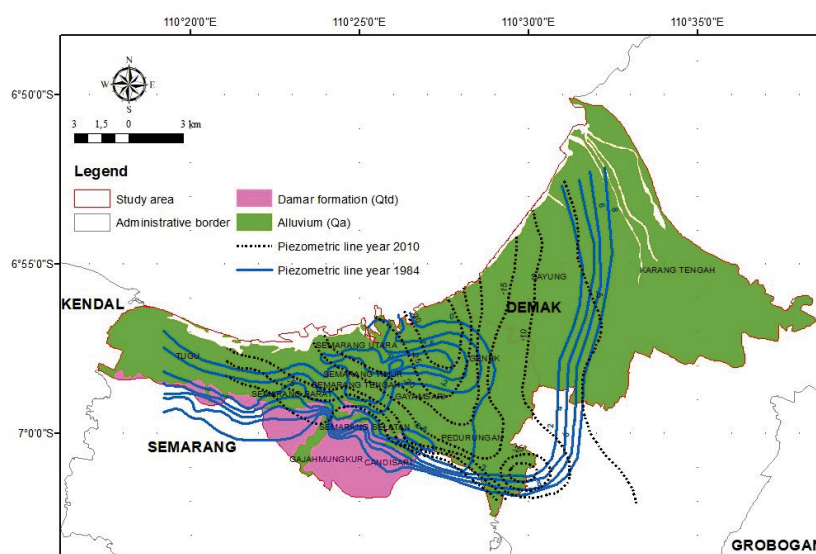 110°20'0"E 110°25'0"E 110°30'0"E 110°35'0"E
6°50'0"S
6°55'0"S
7°0'0"S
N
W E
S
3 1,5 0 3 km
Legend
Study area
Administrative border
Damar formation (Qtd)
Alluvium (Qa)
Piezometric line year 2010
Piezometric line year 1984
KENDAL
TUGU
SEMARANG UTARA
SEMARANG TIMUR
SEMARANG TENGAH
SEMARANG BARAT
GAYAMSARI
GENUK
SAYUNG
DEMAK
KARANG TENGAH
SEMARANG
SEMARANG SELATAN
PEDURUNGAN
GAJAHMUNGKUR
CANDISARI
-15
-10
GROBOGAN